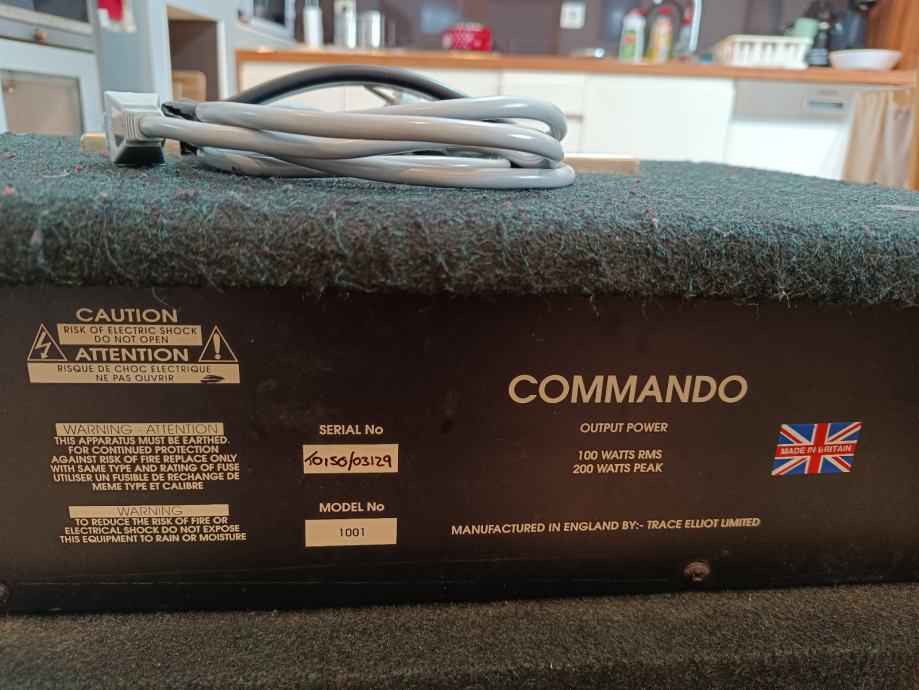 CAUTION
RISK OF ELECTRIC SHOCK
DO NOT OPEN
ATTENTION
RISQUE DE CHOC ELECTRIQUE
NE PAS OUVRIR
WARNING - ATTENTION
THIS APPARATUS MUST BE EARTHED.
FOR CONTINUED PROTECTION
AGAINST RISK OF FIRE REPLACE ONLY
WITH SAME TYPE AND RATING OF FUSE
UTILISER UN FUSIBLE DE RECHANGE DE
MEME TYPE ET CALIBRE
WARNING
TO REDUCE THE RISK OF FIRE OR
ELECTRICAL SHOCK DO NOT EXPOSE
THIS EQUIPMENT TO RAIN OR MOISTURE
SERIAL No
TO150/03129
MODEL No
1001
COMMANDO
OUTPUT POWER
100 WATTS RMS
200 WATTS PEAK
MADE IN BRITAIN
MANUFACTURED IN ENGLAND BY:- TRACE ELLIOT LIMITED